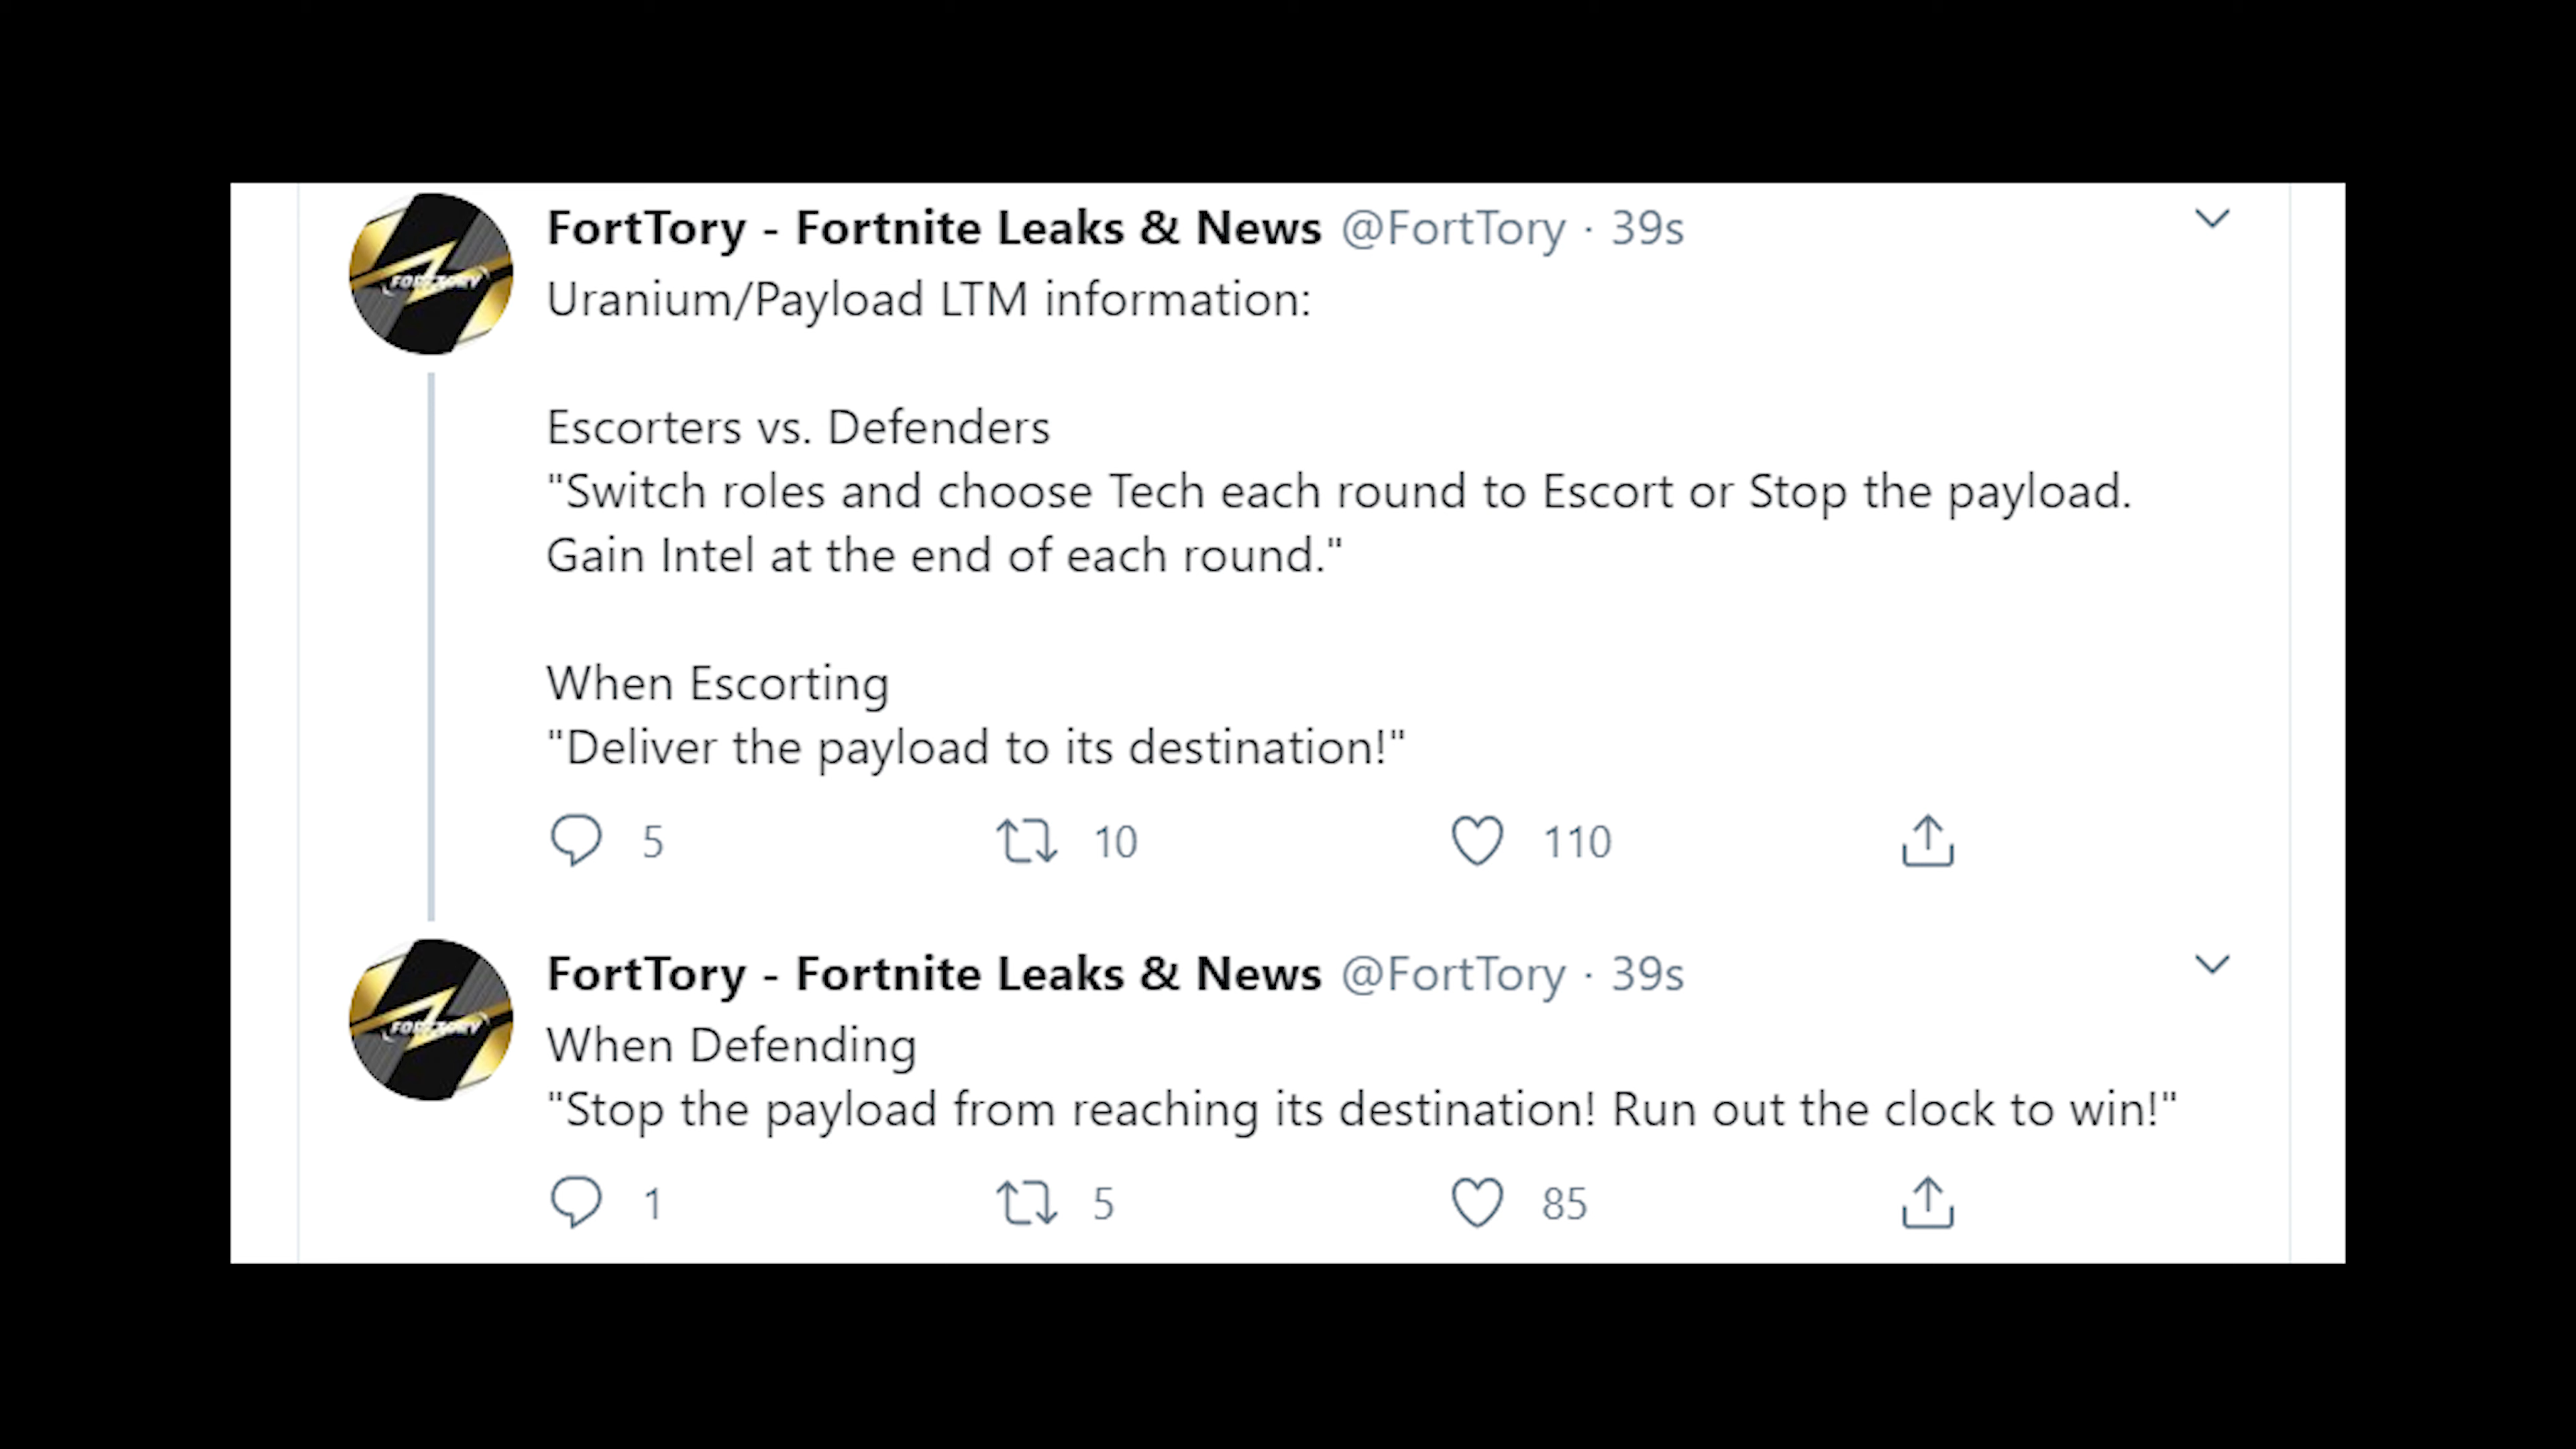 FortTory - Fortnite Leaks & News @FortTory · 39s
Uranium/Payload LTM information:
Escorters vs. Defenders
"Switch roles and choose Tech each round to Escort or Stop the payload.
Gain Intel at the end of each round."
When Escorting
"Deliver the payload to its destination!"
5 10 110
FortTory - Fortnite Leaks & News @FortTory · 39s
When Defending
"Stop the payload from reaching its destination! Run out the clock to win!"
1 5 85